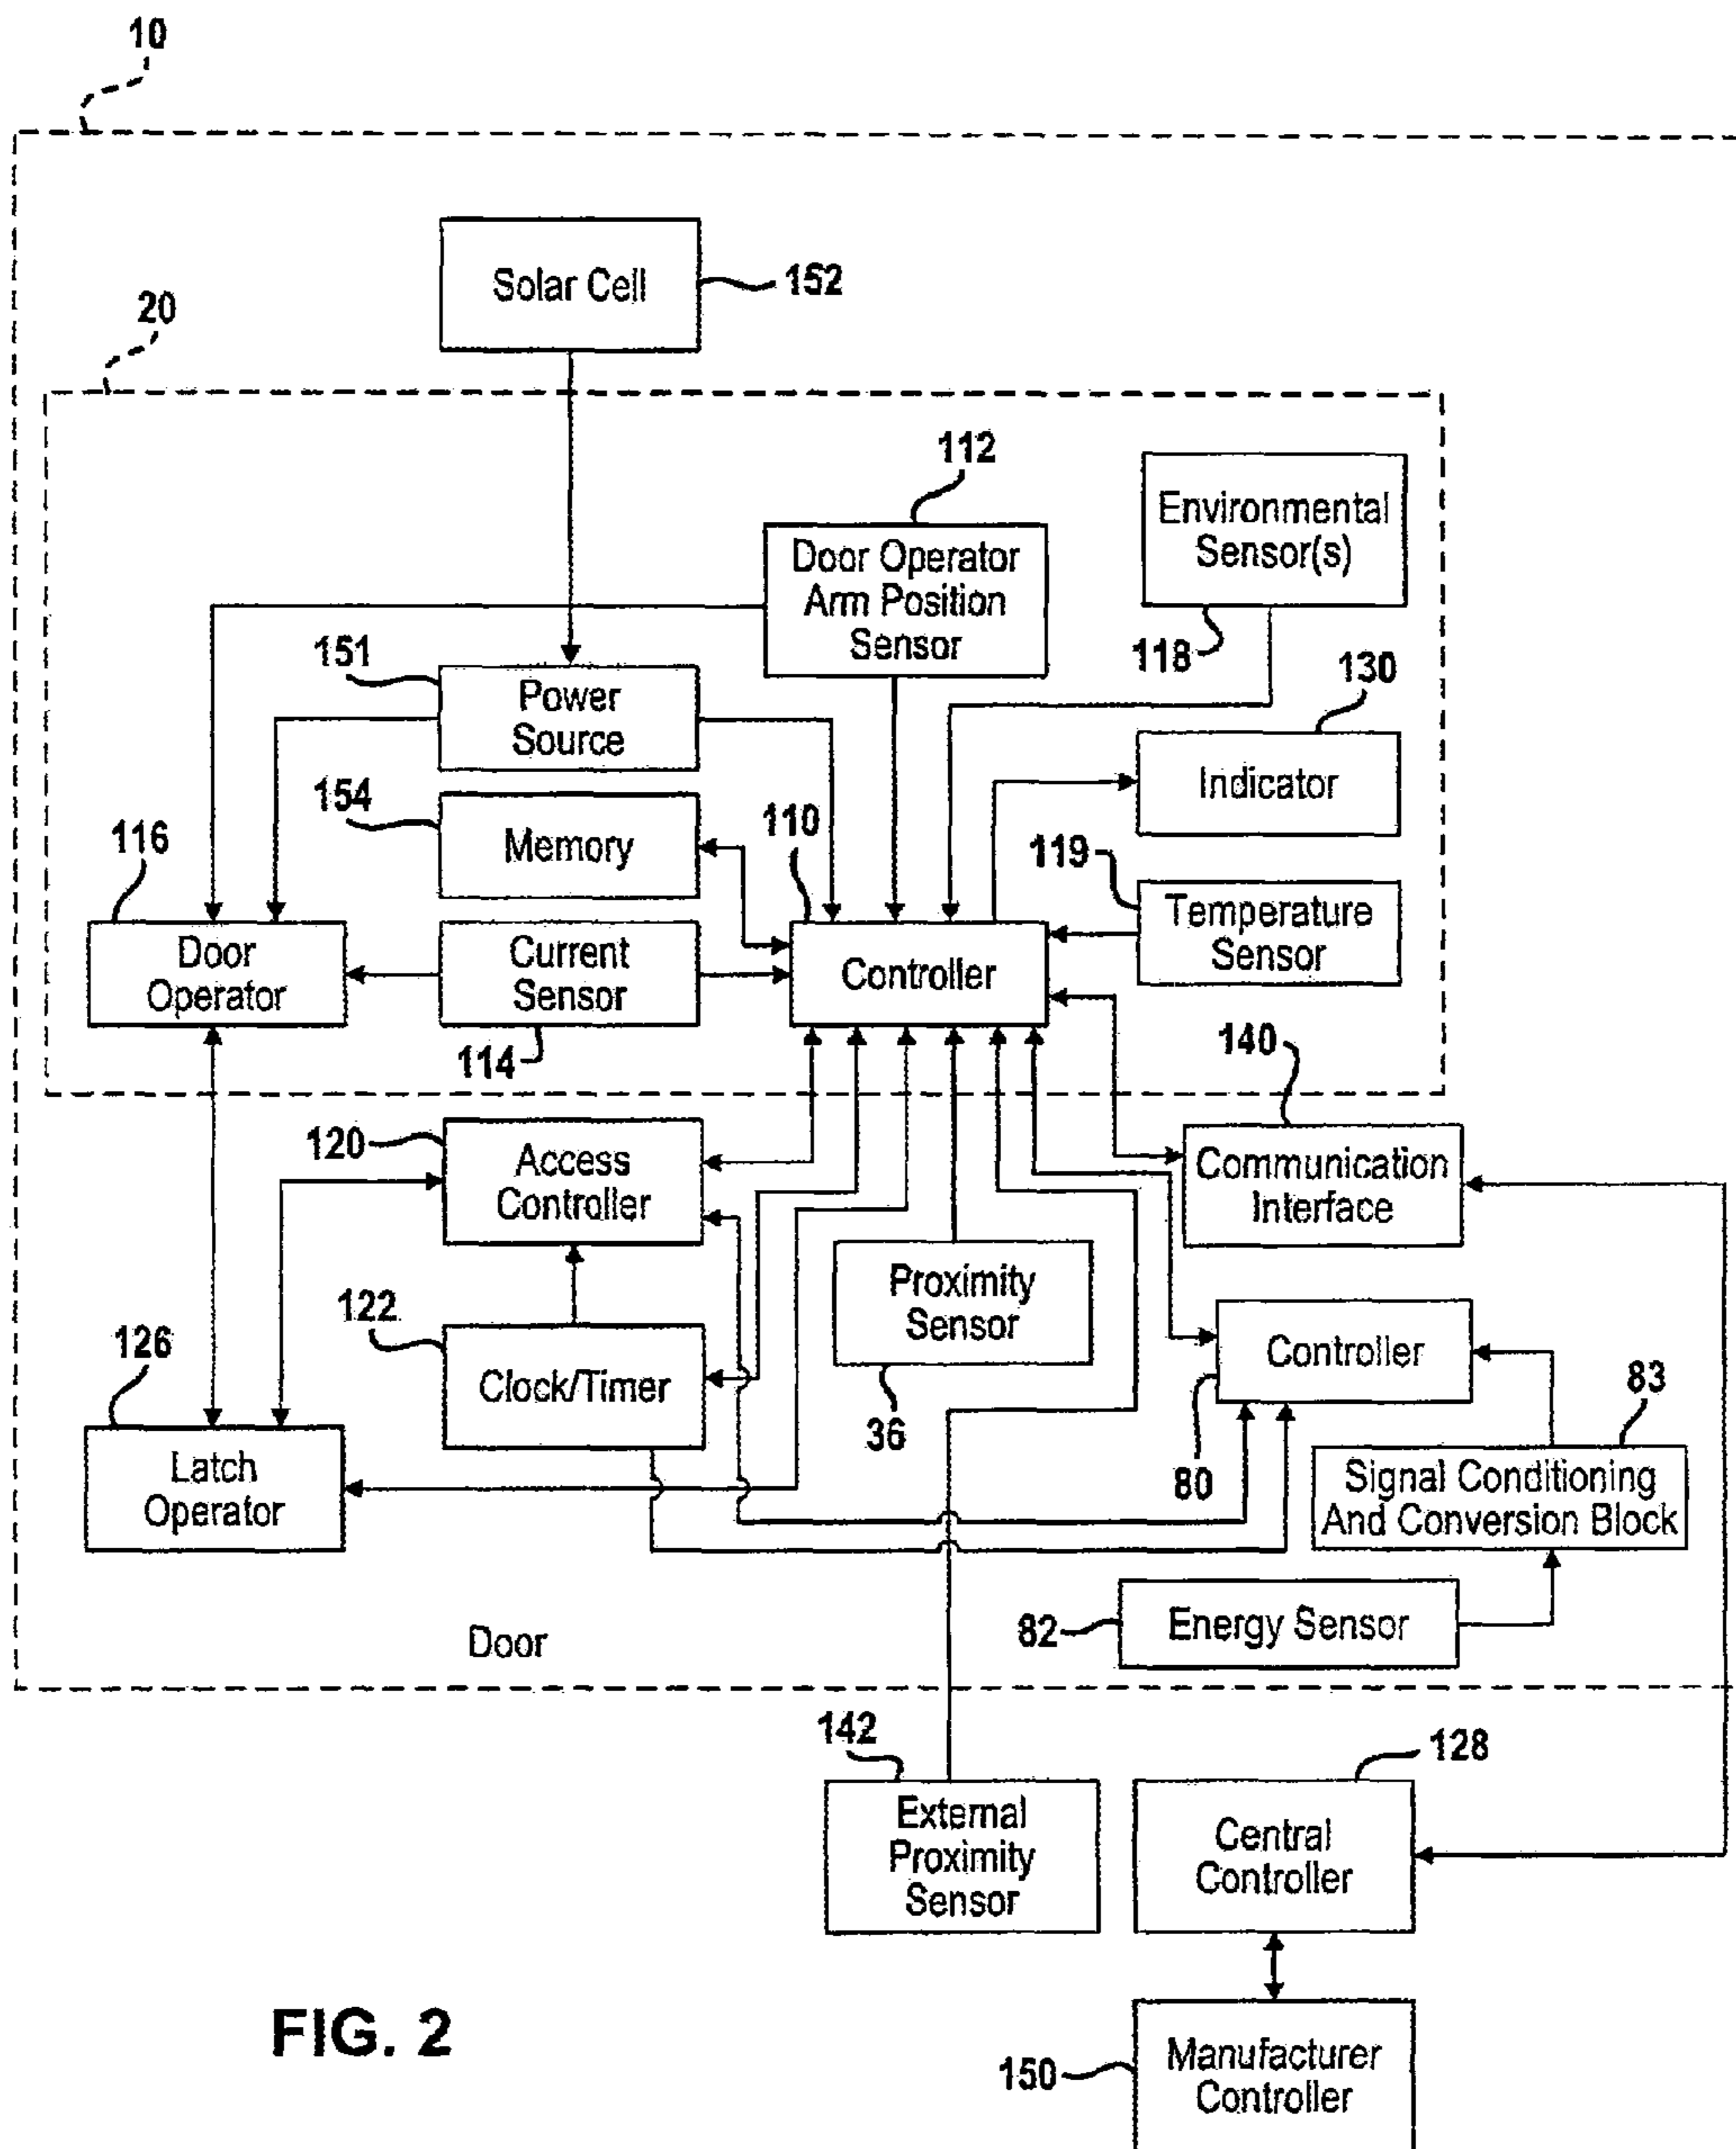 10
Solar Cell
152
20
112
Door Operator
Arm Position
Sensor
Environmental
Sensor(s)
118
151
Power
Source
130
Indicator
154
Memory
110
116
Door
Operator
Current
Sensor
114
Controller
119
Temperature
Sensor
140
Communication
Interface
120
Access
Controller
Proximity
Sensor
36
122
Clock/Timer
126
Latch
Operator
Controller
80
83
Signal Conditioning
And Conversion Block
82
Energy Sensor
Door
142
External
Proximity
Sensor
128
Central
Controller
FIG. 2
150
Manufacturer
Controller